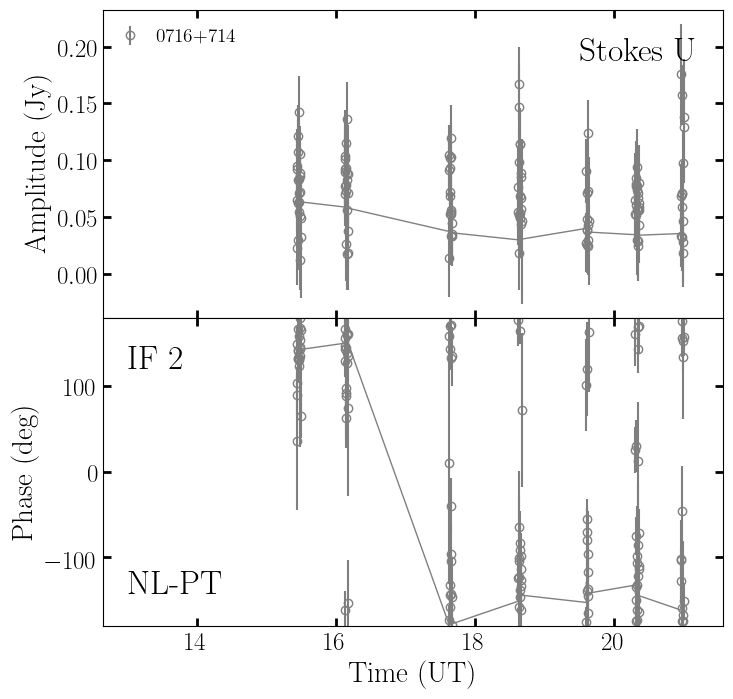 0716+714
Stokes U
0.20
0.15
0.10
0.05
0.00
Amplitude (Jy)
IF 2
100
0
−100
Phase (deg)
NL-PT
14 16 18 20
Time (UT)